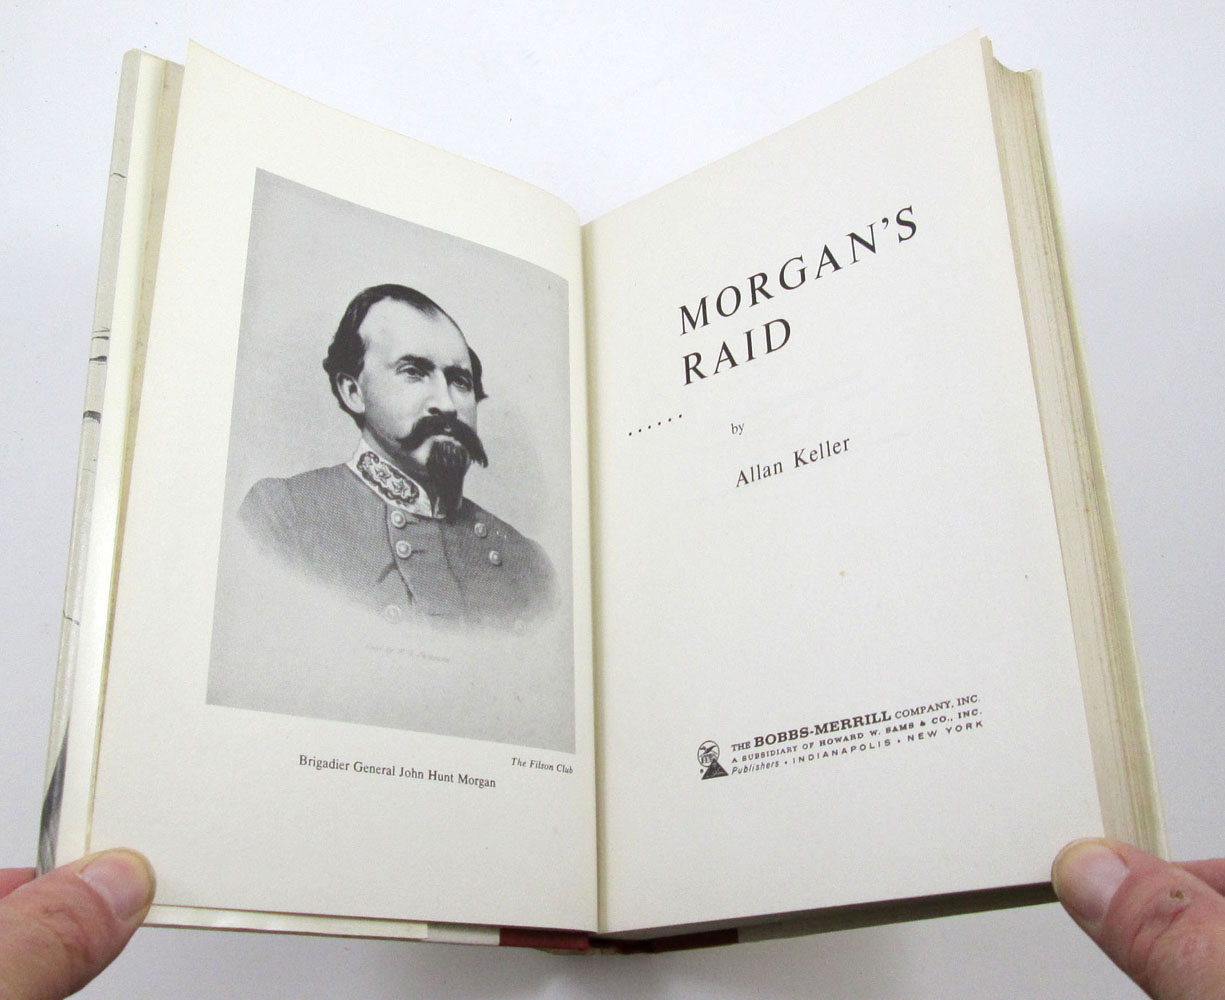 The Filson Club
Brigadier General John Hunt Morgan
MORGAN'S
RAID
......
by
Allan Keller
THE BOBBS-MERRILL COMPANY, INC.
A SUBSIDIARY OF HOWARD W. SAMS & CO., INC.
Publishers • INDIANAPOLIS • NEW YORK